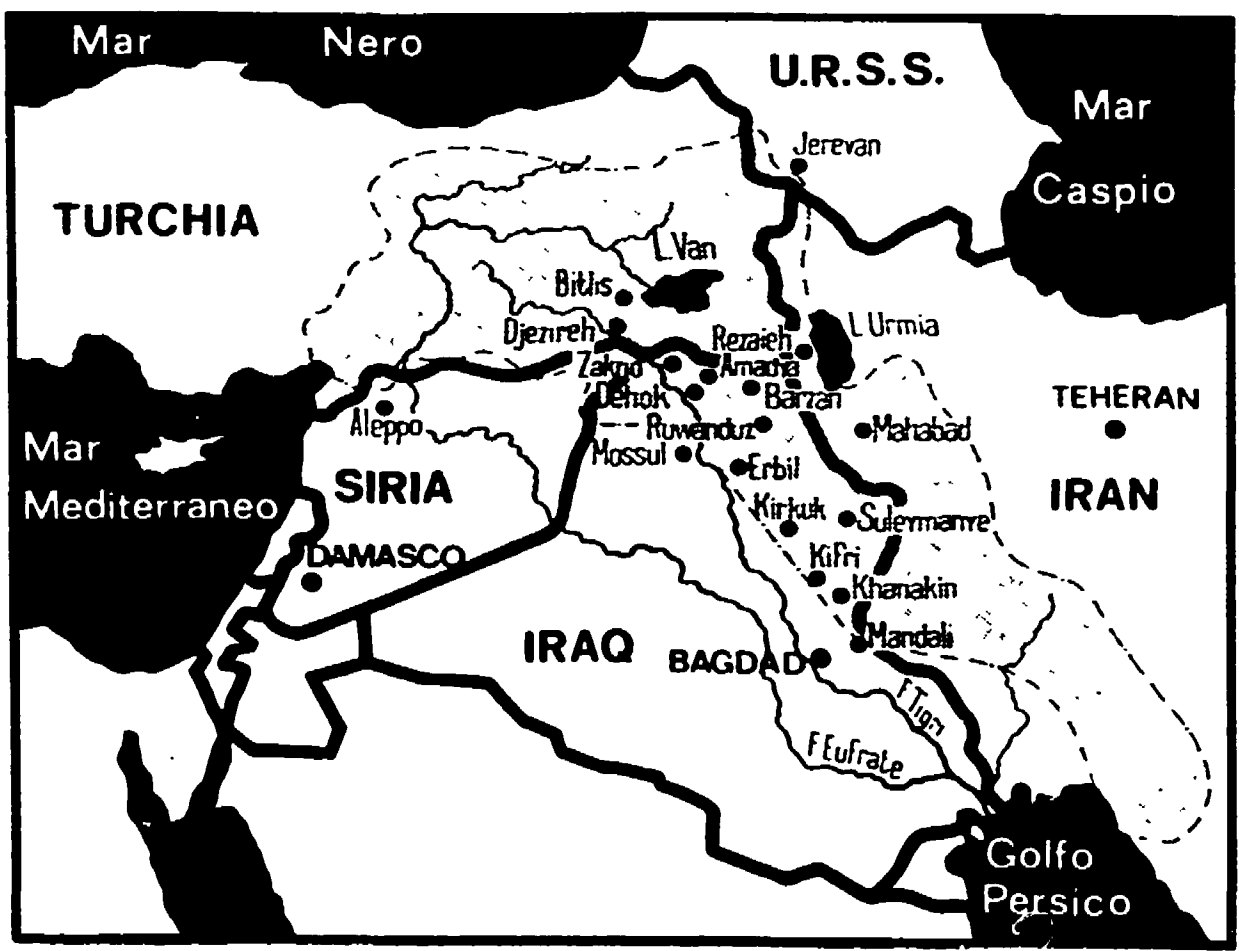 Mar Nero
U.R.S.S.
Mar
Caspio
Jerevan
TURCHIA
L.Van
Bitlis
Djezireh
Rezaieh
L Urmia
Zakho
Amadia
Dehok
Barzan
TEHERAN
Aleppo
Ruwanduz
Mahabad
Mossul
Erbil
Mar
Mediterraneo
SIRIA
IRAN
Kirkuk
Suleymanye
DAMASCO
Kifri
Khanakin
IRAQ
Mandali
BAGDAD
F Tigri
F Eufrate
Golfo
Persico